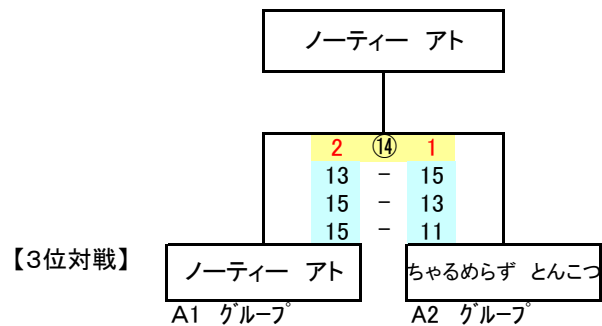 ノーティー　アト
2 ⑭ 1
13 － 15
15 － 13
15 － 11
【3位対戦】
ノーティー　アト
ちゃるめらず　とんこつ
A1　グループ
A2　グループ